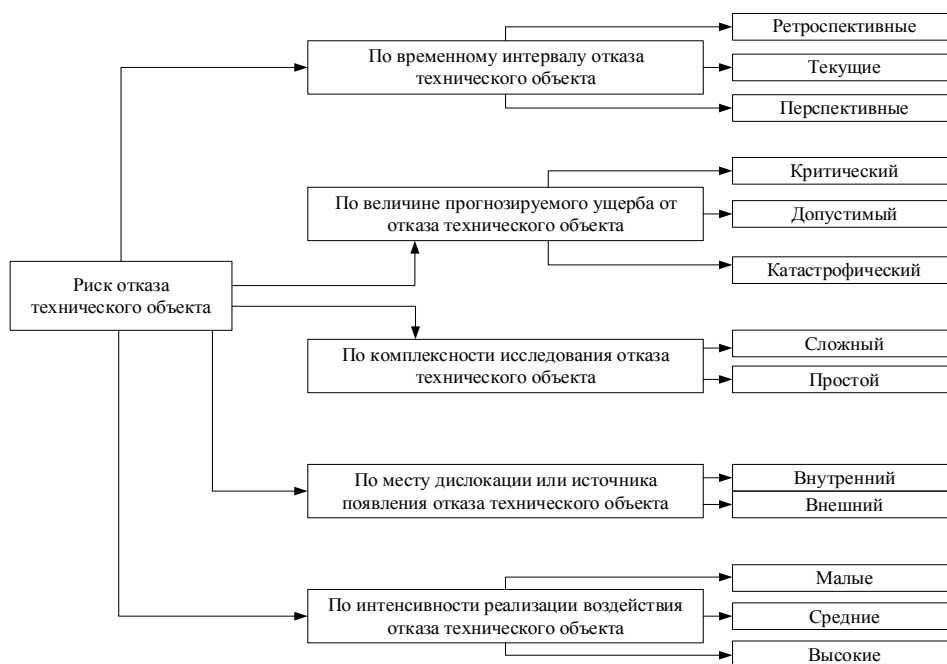 Риск отказа
технического объекта
По временному интервалу отказа
технического объекта
Ретроспективные
Текущие
Перспективные
По величине прогнозируемого ущерба от
отказа технического объекта
Критический
Допустимый
Катастрофический
По комплексности исследования отказа
технического объекта
Сложный
Простой
По месту дислокации или источника
появления отказа технического объекта
Внутренний
Внешний
По интенсивности реализации воздействия
отказа технического объекта
Малые
Средние
Высокие